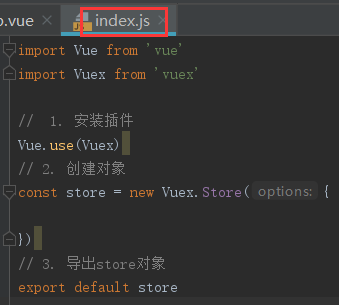 p.vue × index.js ×
import Vue from 'vue'
import Vuex from 'vuex'
// 1. 安装插件
Vue.use(Vuex)
// 2. 创建对象
const store = new Vuex.Store( options: {
})
// 3. 导出store对象
export default store